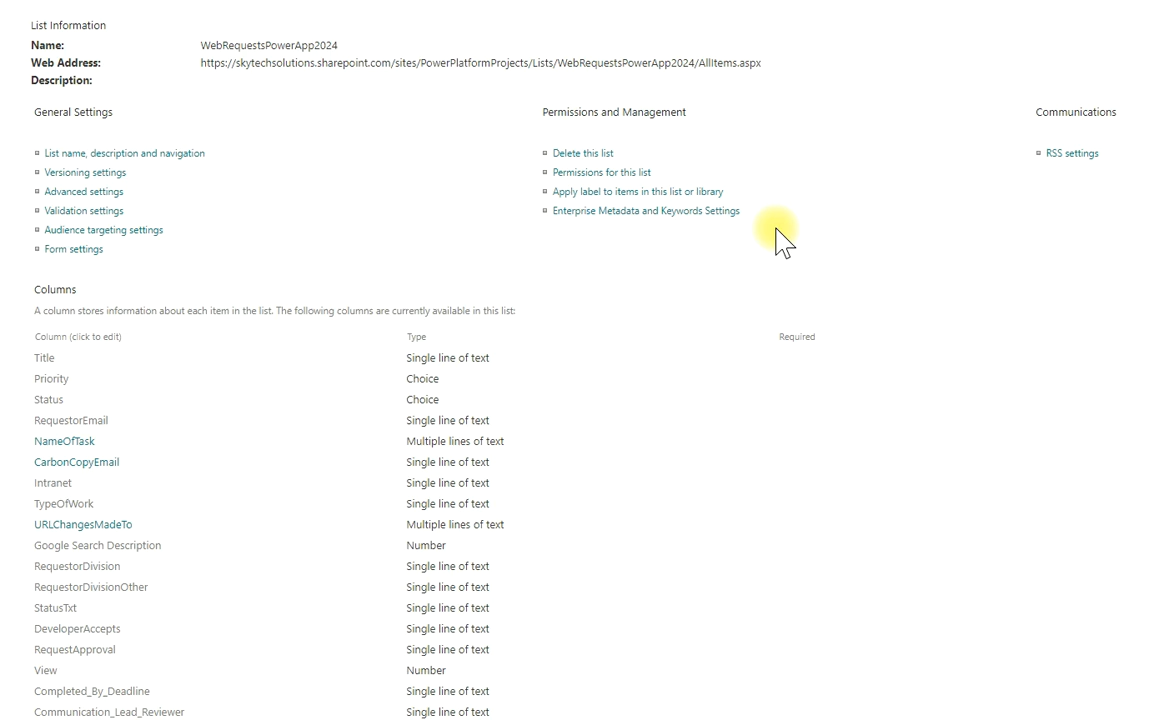 List Information
Name: WebRequestsPowerApp2024
Web Address: https://skytechsolutions.sharepoint.com/sites/PowerPlatformProjects/Lists/WebRequestsPowerApp2024/AllItems.aspx
Description:
General Settings
List name, description and navigation
Versioning settings
Advanced settings
Validation settings
Audience targeting settings
Form settings
Permissions and Management
Delete this list
Permissions for this list
Apply label to items in this list or library
Enterprise Metadata and Keywords Settings
Communications
RSS settings
Columns
A column stores information about each item in the list. The following columns are currently available in this list:
Column (click to edit) Type Required
Title Single line of text
Priority Choice
Status Choice
RequestorEmail Single line of text
NameOfTask Multiple lines of text
CarbonCopyEmail Single line of text
Intranet Single line of text
TypeOfWork Single line of text
URLChangesMadeTo Multiple lines of text
Google Search Description Number
RequestorDivision Single line of text
RequestorDivisionOther Single line of text
StatusTxt Single line of text
DeveloperAccepts Single line of text
RequestApproval Single line of text
View Number
Completed_By_Deadline Single line of text
Communication_Lead_Reviewer Single line of text